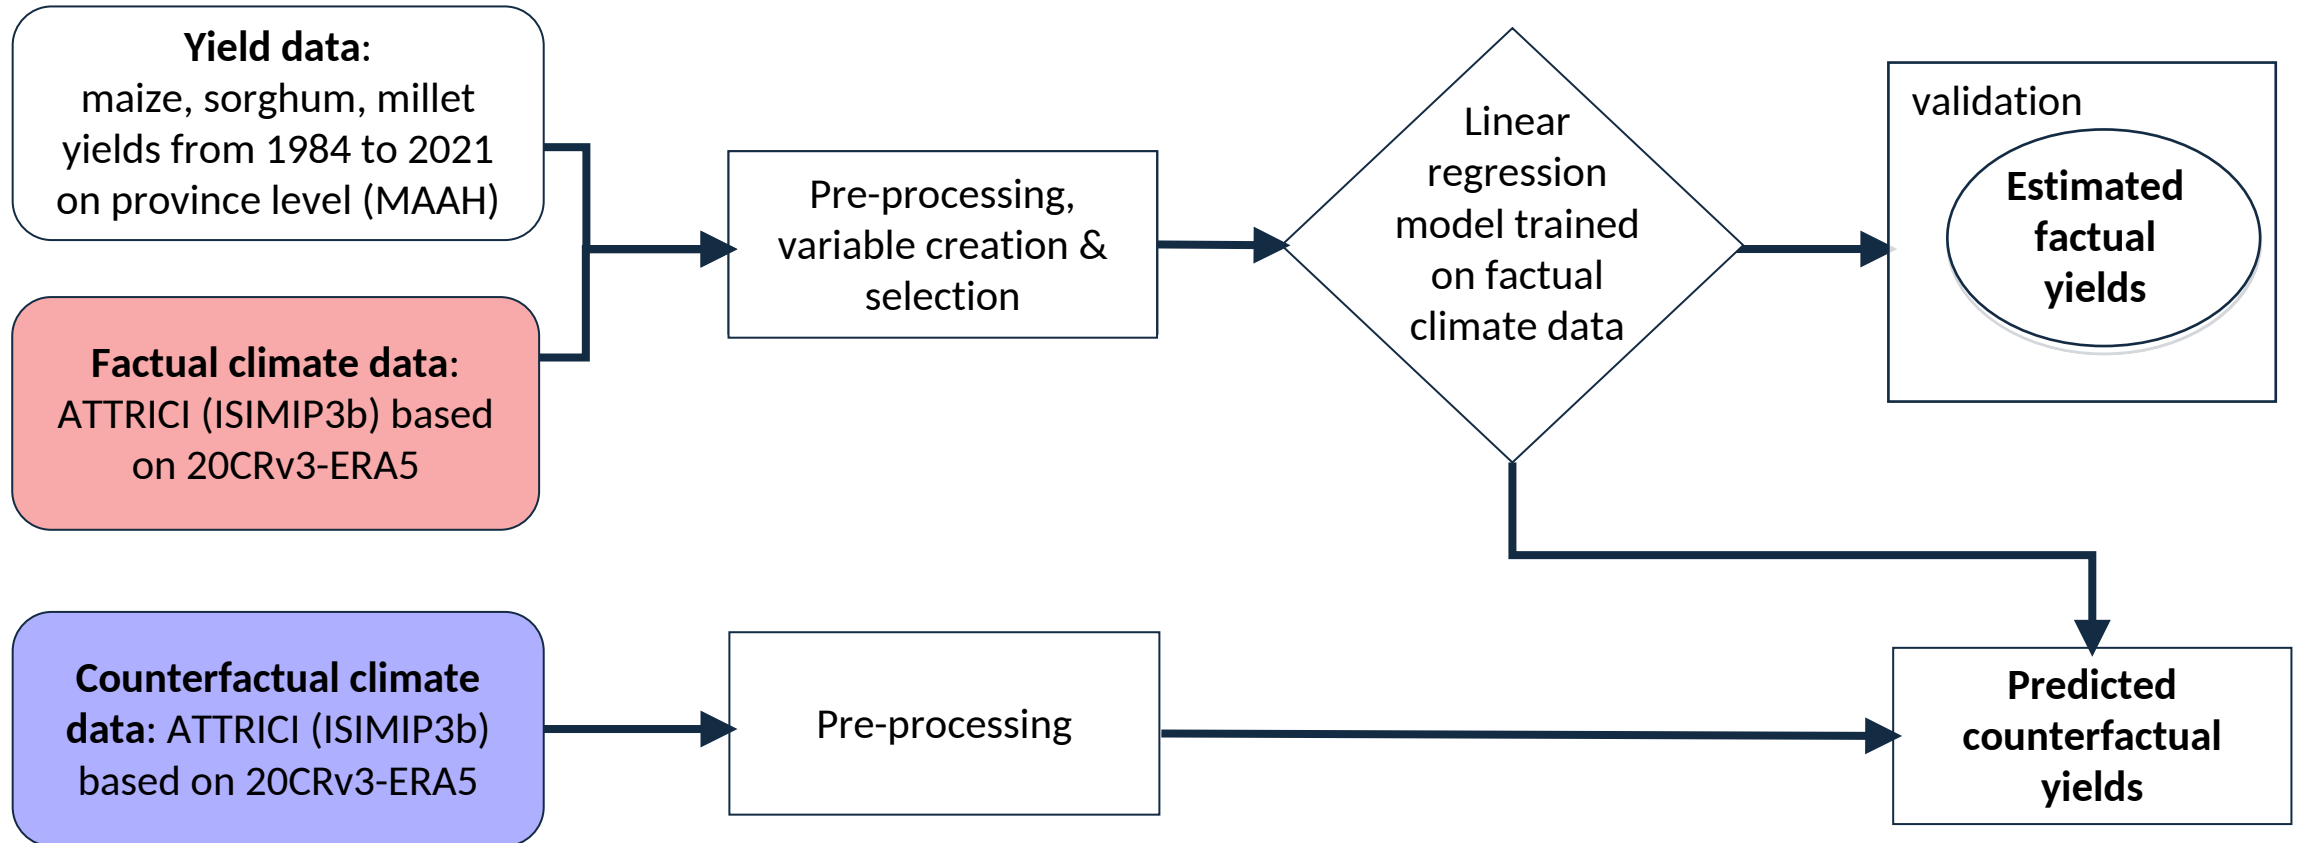 Yield data:
maize, sorghum, millet
yields from 1984 to 2021
on province level (MAAH)
Factual climate data:
ATTRICI (ISIMIP3b) based
on 20CRv3-ERA5
Counterfactual climate
data: ATTRICI (ISIMIP3b)
based on 20CRv3-ERA5
Pre-processing,
variable creation &
selection
Pre-processing
Linear
regression
model trained
on factual
climate data
validation
Estimated
factual
yields
Predicted
counterfactual
yields